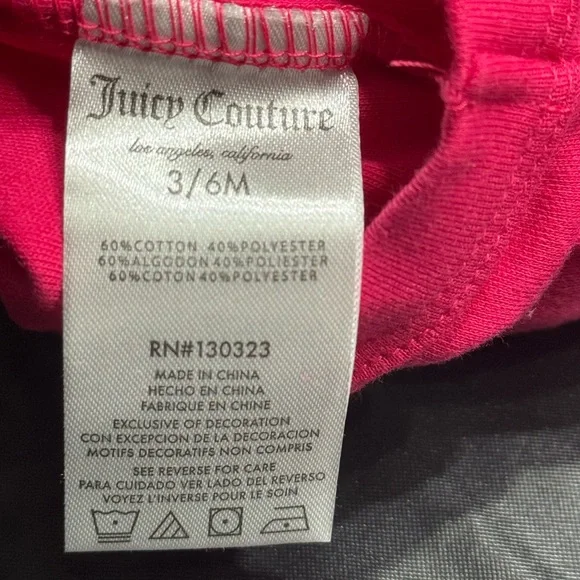 Juicy Couture
los angeles, california
3/6M
60%COTTON 40%POLYESTER
60%ALGODON 40%POLIESTER
60%COTON 40%POLYESTER
RN#130323
MADE IN CHINA
HECHO EN CHINA
FABRIQUE EN CHINE
EXCLUSIVE OF DECORATION
CON EXCEPCION DE LA DECORACION
MOTIFS DECORATIFS NON COMPRIS
SEE REVERSE FOR CARE
PARA CUIDADO VER LADO DEL REVERSO
VOYEZ L'INVERSE POUR LE SOIN